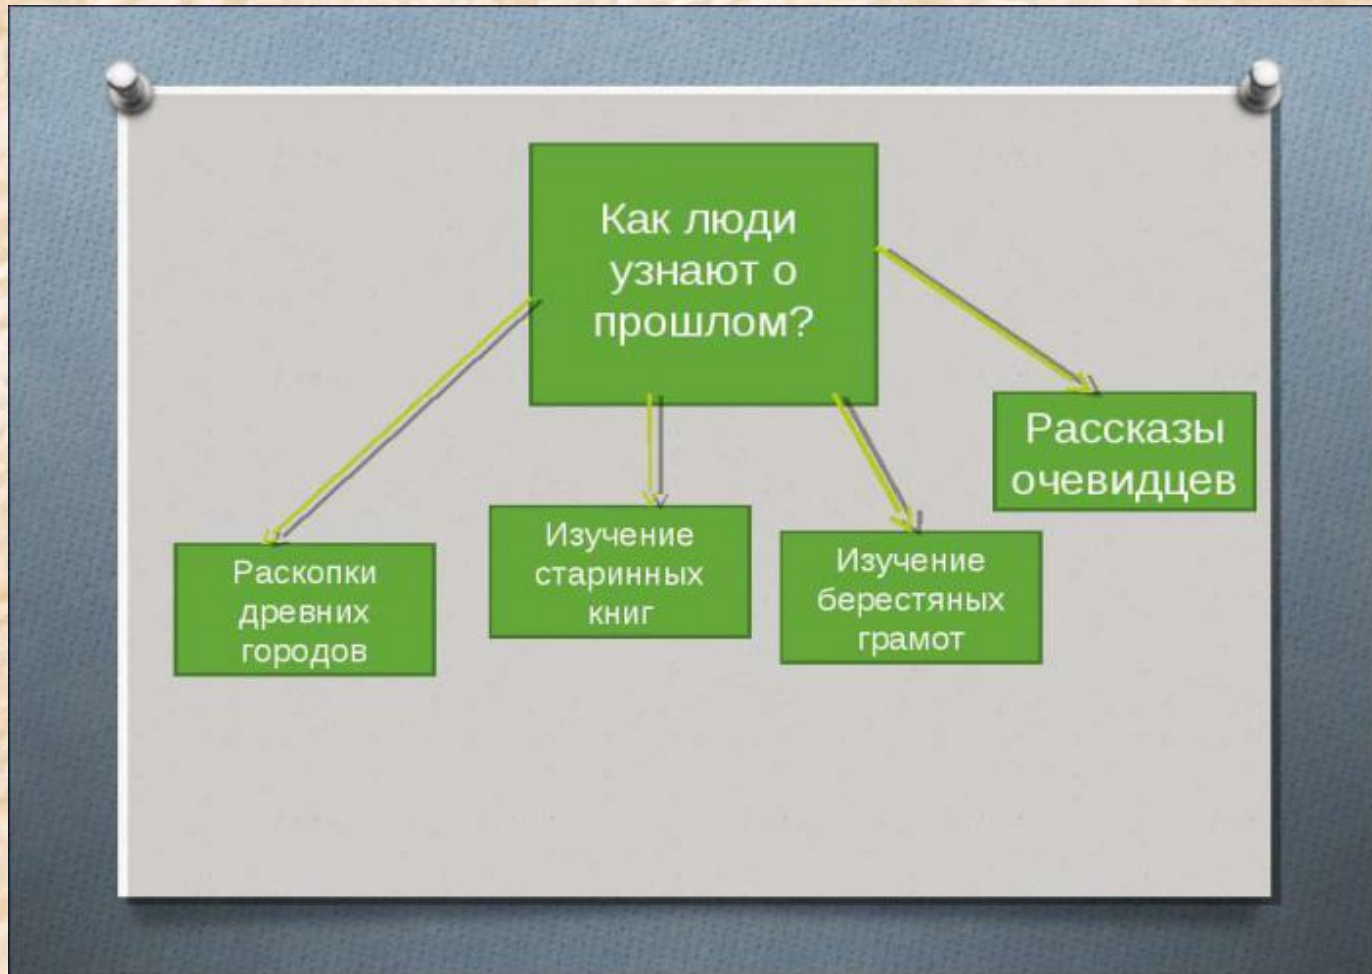 Как люди
узнают о
прошлом?
Рассказы
очевидцев
Раскопки
древних
городов
Изучение
старинных
книг
Изучение
берестяных
грамот